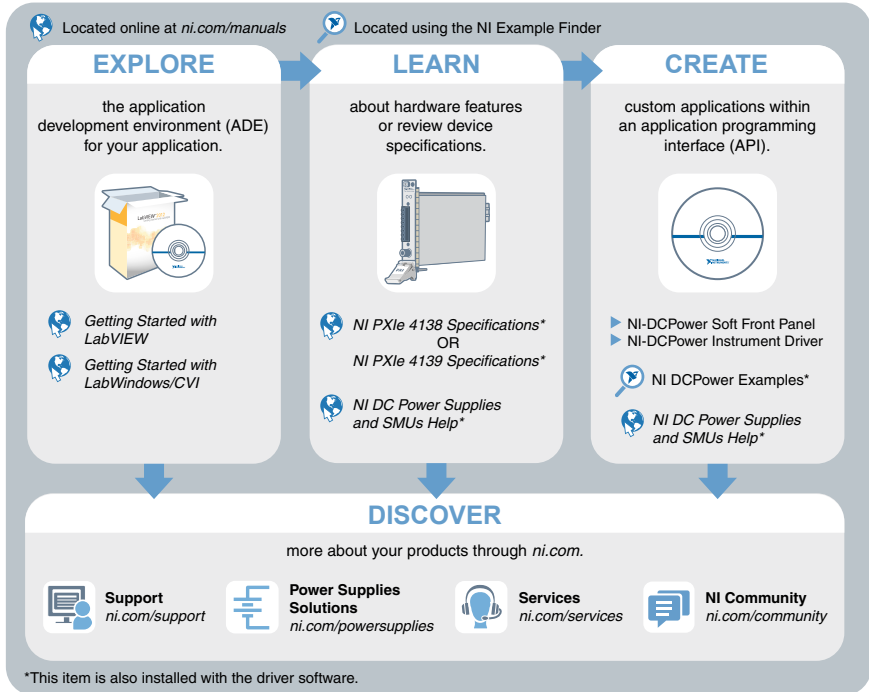 Located online at ni.com/manuals
Located using the NI Example Finder
EXPLORE
the application
development environment (ADE)
for your application.
LabVIEW
Getting Started with
LabVIEW
Getting Started with
LabWindows/CVI
LEARN
about hardware features
or review device
specifications.
NI PXIe 4138 Specifications*
OR
NI PXIe 4139 Specifications*
NI DC Power Supplies
and SMUs Help*
CREATE
custom applications within
an application programming
interface (API).
NI-DCPower Soft Front Panel
NI-DCPower Instrument Driver
NI DCPower Examples*
NI DC Power Supplies
and SMUs Help*
DISCOVER
more about your products through ni.com.
Support
ni.com/support
Power Supplies
Solutions
ni.com/powersupplies
Services
ni.com/services
NI Community
ni.com/community
*This item is also installed with the driver software.